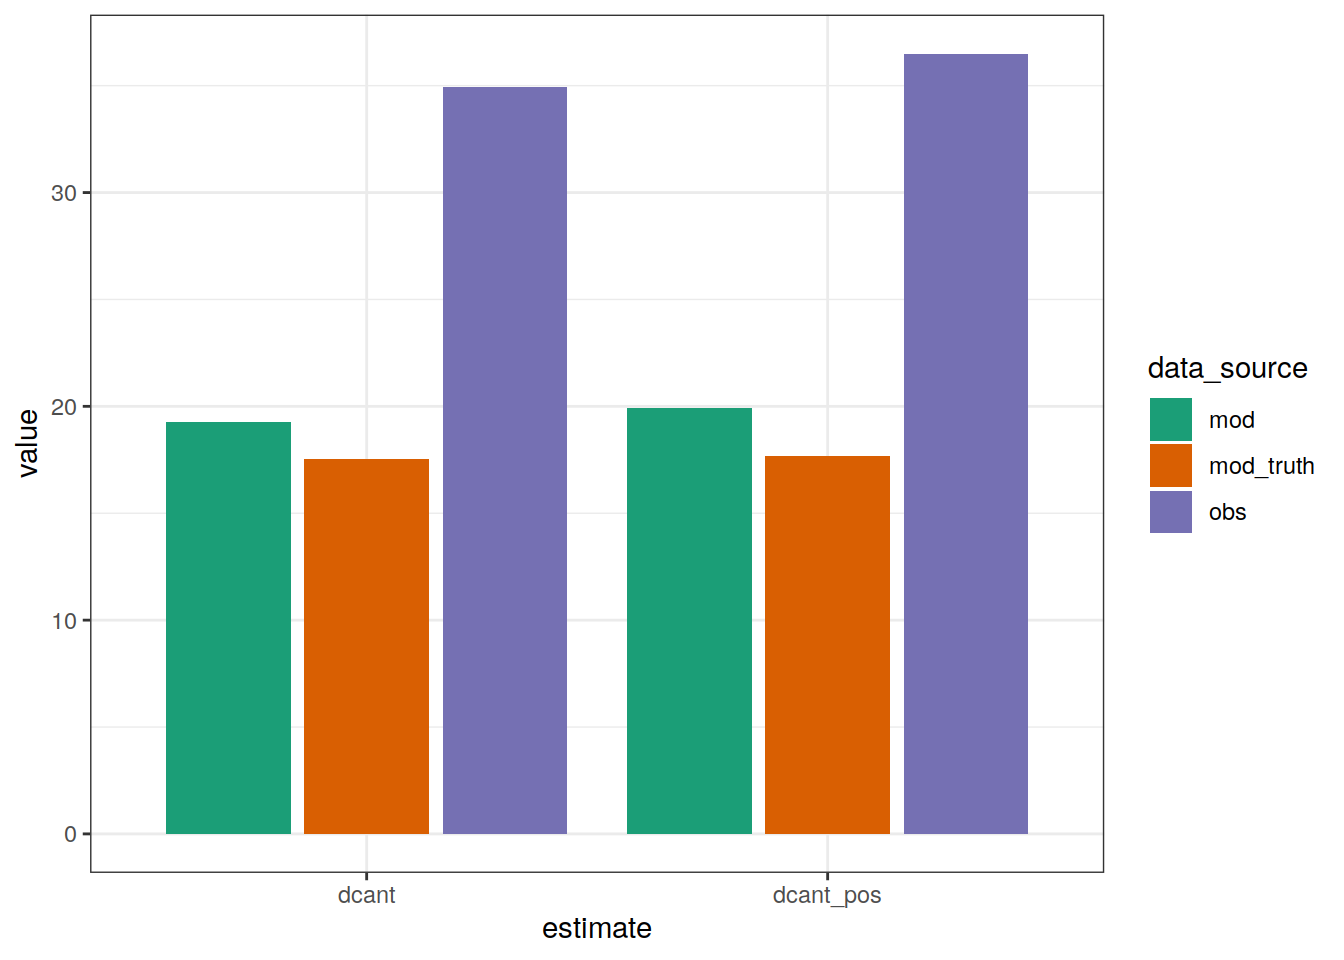 value
30
20
10
0
dcant
dcant_pos
estimate
data_source
mod
mod_truth
obs